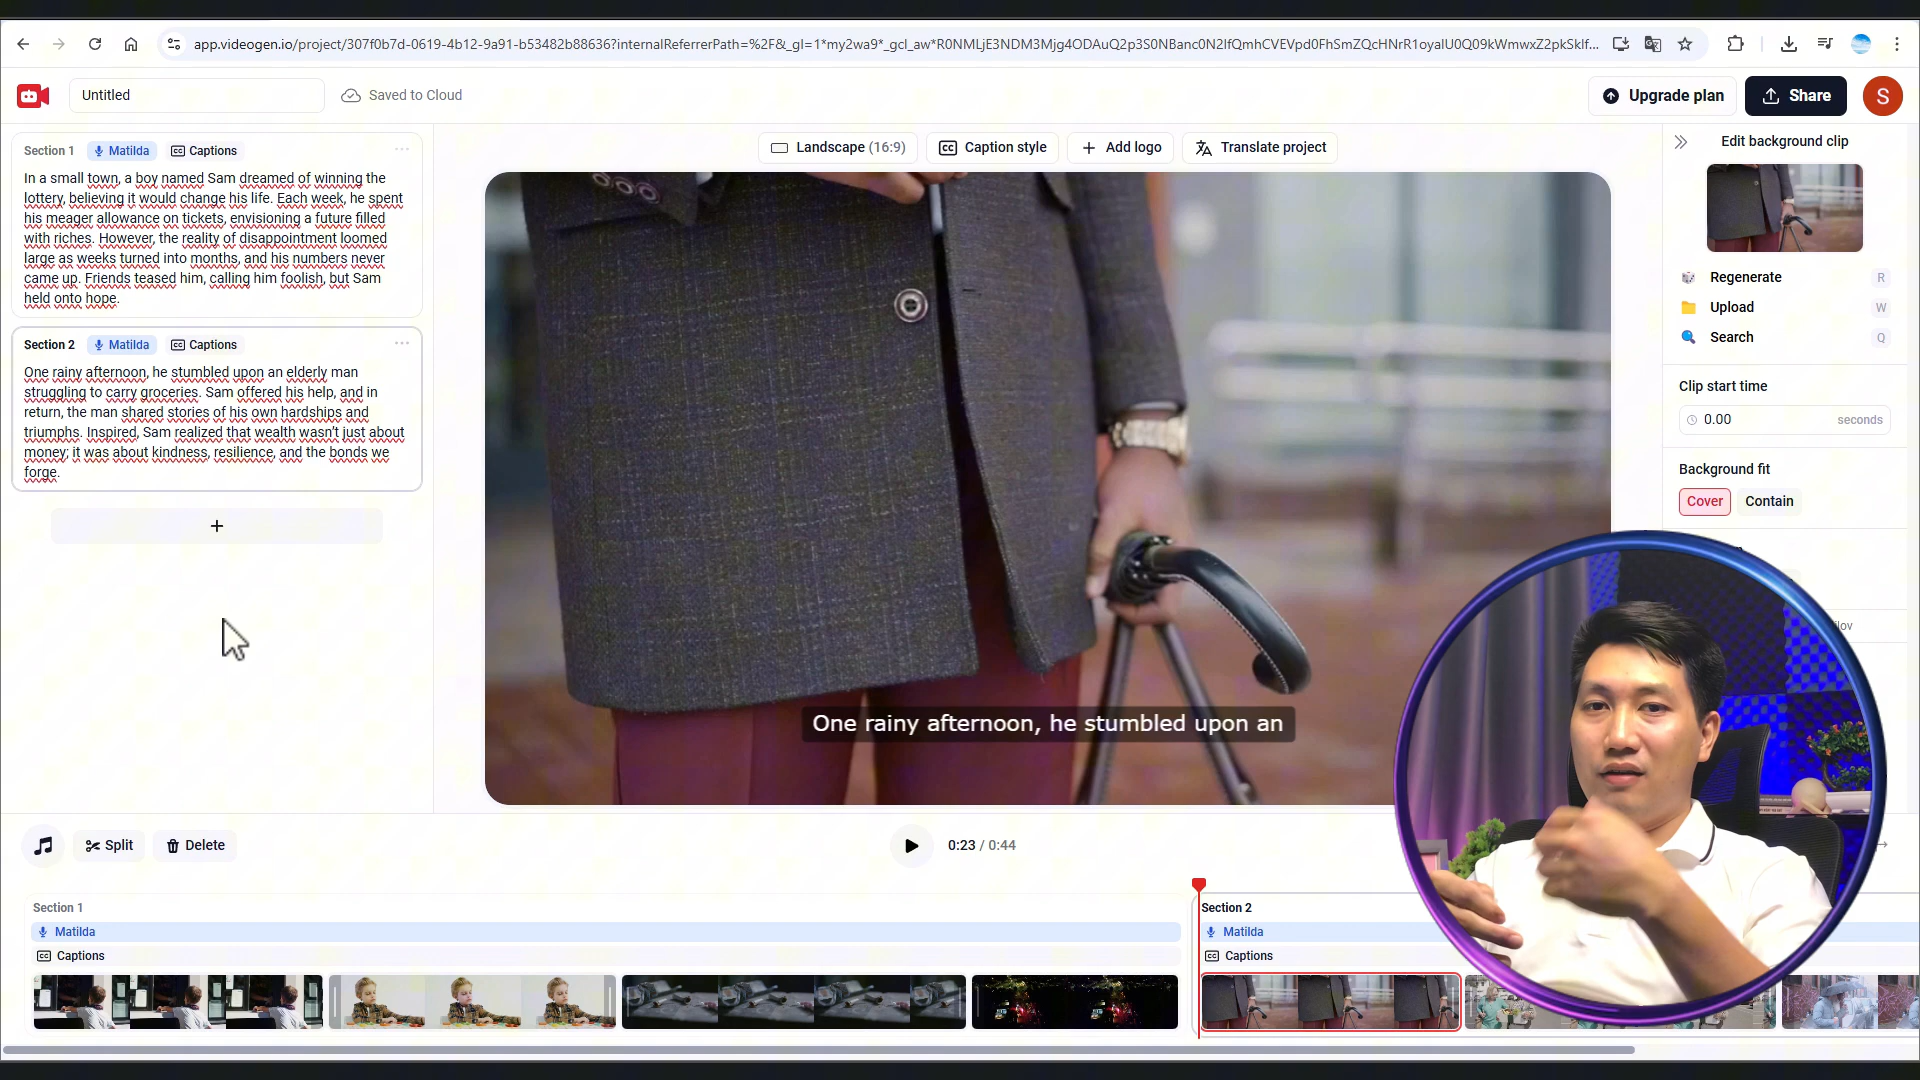 app.videogen.io/project/307f0b7d-0619-4b12-9a91-b53482b88636?internalReferrerPath=%2F&_gl=1*my2wa9*_gcl_aw*R0NMLjE3NDM3Mjg4ODAuQ2p3S0NBanc0N2lfQmhCVEVpd0FhSmZQcHNrR1oyalU0Q09kWmwxZ2pkSklf...
Untitled
Saved to Cloud
Upgrade plan
Share
S
Section 1 Matilda CC Captions
In a small town, a boy named Sam dreamed of winning the
lottery, believing it would change his life. Each week, he spent
his meager allowance on tickets, envisioning a future filled
with riches. However, the reality of disappointment loomed
large as weeks turned into months, and his numbers never
came up. Friends teased him, calling him foolish, but Sam
held onto hope.
Section 2 Matilda CC Captions
One rainy afternoon, he stumbled upon an elderly man
struggling to carry groceries. Sam offered his help, and in
return, the man shared stories of his own hardships and
triumphs. Inspired, Sam realized that wealth wasn't just about
money; it was about kindness, resilience, and the bonds we
forge.
+
Landscape (16:9)
CC Caption style
+ Add logo
Translate project
One rainy afternoon, he stumbled upon an
Edit background clip
Regenerate R
Upload W
Search Q
Clip start time
0.00 seconds
Background fit
Cover Contain
Split
Delete
0:23 / 0:44
Section 1
Matilda
CC Captions
Section 2
Matilda
CC Captions